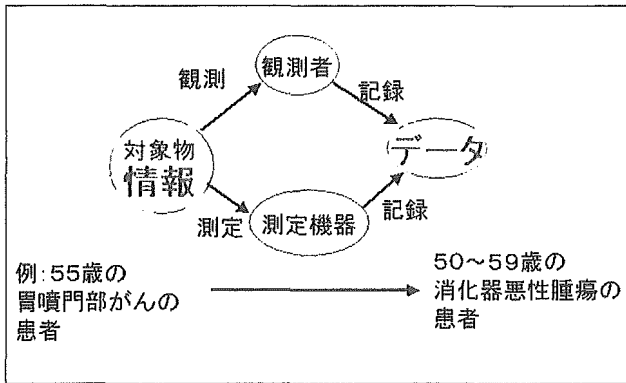 観測
観測者
記録
対象物
情報
データ
測定
測定機器
記録
例:55歳の
胃噴門部がんの
患者
50～59歳の
消化器悪性腫瘍の
患者